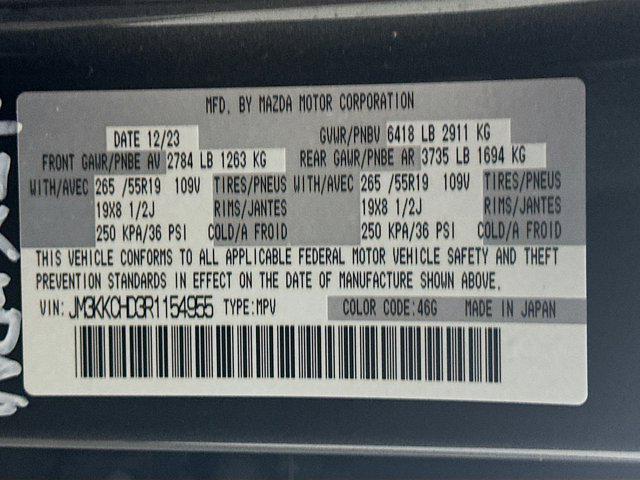 MFD. BY MAZDA MOTOR CORPORATION
DATE 12/23 GVWR/PNBV 6418 LB 2911 KG
FRONT GAWR/PNBE AV 2784 LB 1263 KG REAR GAWR/PNBE AR 3735 LB 1694 KG
WITH/AVEC 265 /55R19 109V TIRES/PNEUS WITH/AVEC 265 /55R19 109V TIRES/PNEUS
19X8 1/2J RIMS/JANTES 19X8 1/2J RIMS/JANTES
250 KPA/36 PSI COLD/A FROID 250 KPA/36 PSI COLD/A FROID
THIS VEHICLE CONFORMS TO ALL APPLICABLE FEDERAL MOTOR VEHICLE SAFETY AND THEFT
PREVENTION STANDARDS IN EFFECT ON THE DATE OF MANUFACTURE SHOWN ABOVE.
VIN: JM3KKCHD3R1154955 TYPE: MPV COLOR CODE:46G MADE IN JAPAN